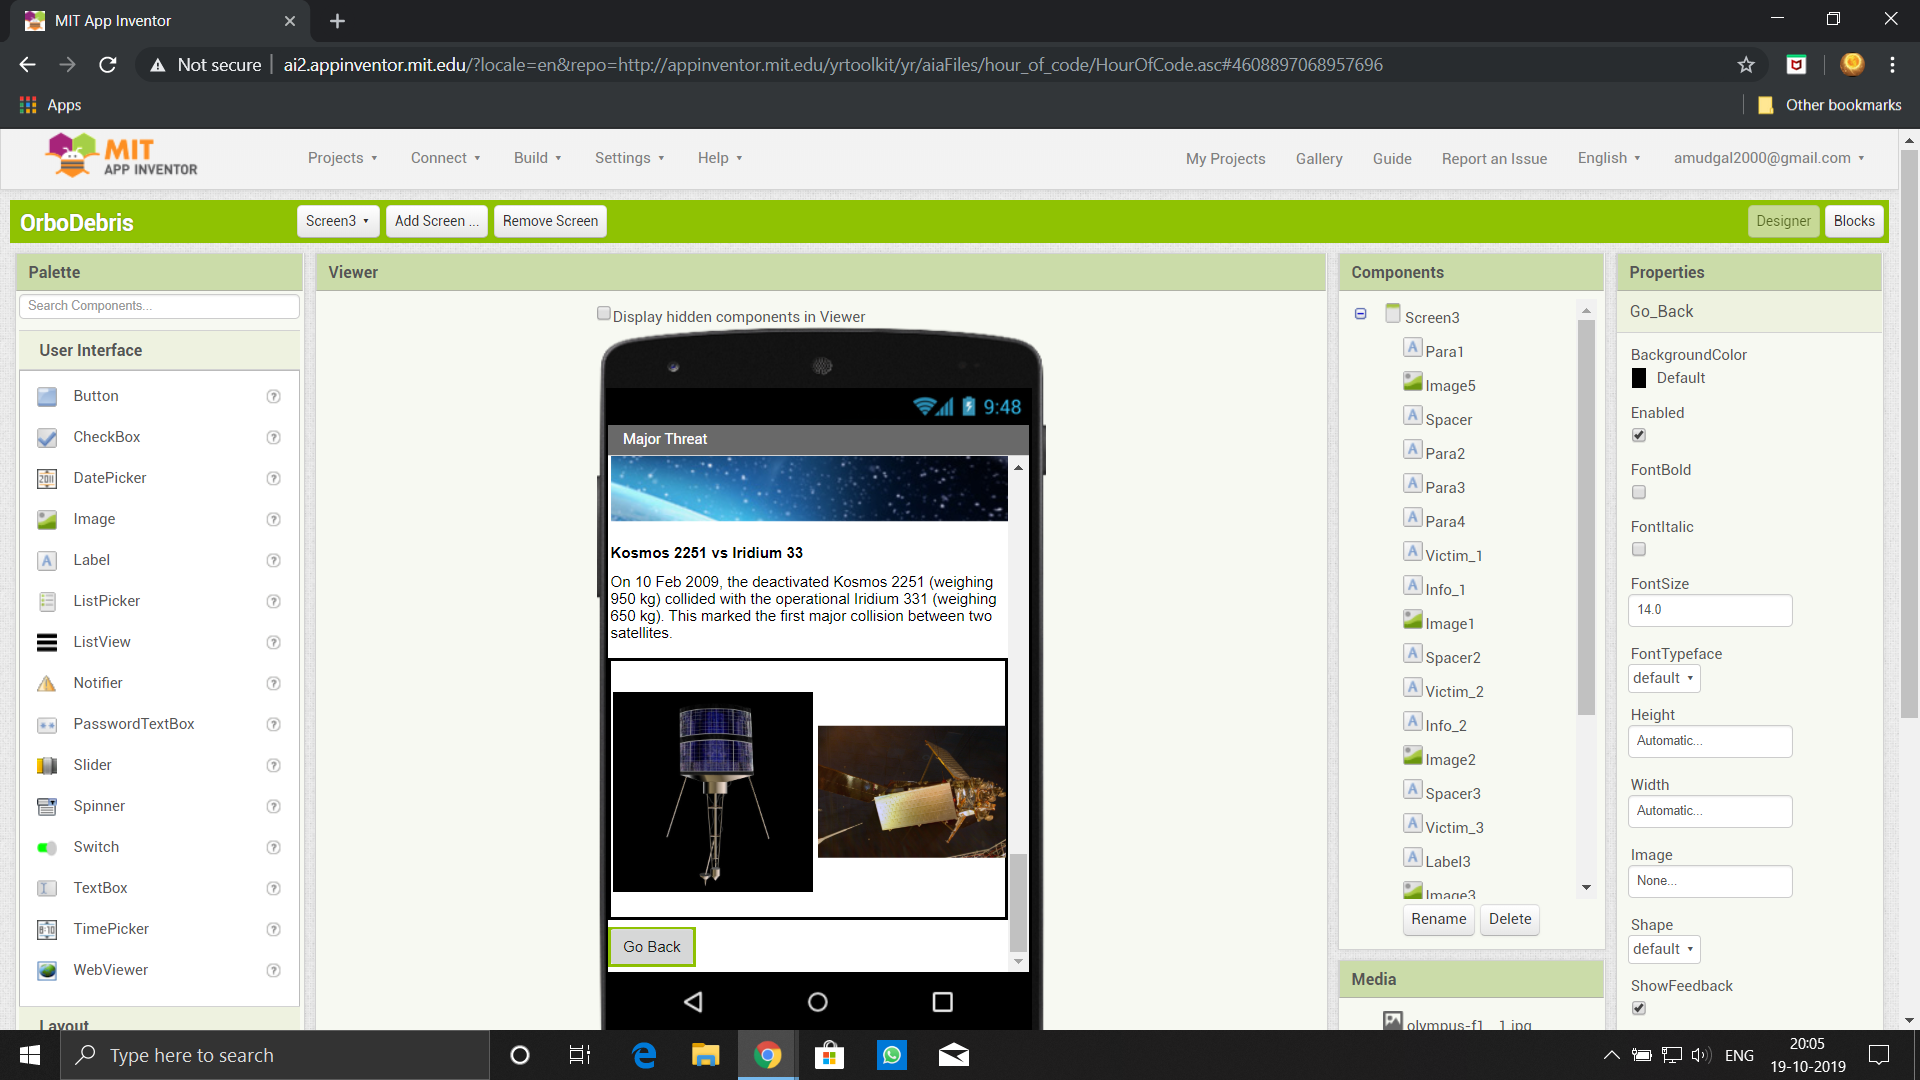 MIT App Inventor
Not secure
ai2.appinventor.mit.edu/?locale=en&repo=http://appinventor.mit.edu/yrtoolkit/yr/aiaFiles/hour_of_code/HourOfCode.asc#4608897068957696
Apps
Other bookmarks
MIT
APP INVENTOR
Projects
Connect
Build
Settings
Help
My Projects
Gallery
Guide
Report an Issue
English
amudgal2000@gmail.com
OrboDebris
Screen3
Add Screen ...
Remove Screen
Designer
Blocks
Palette
Search Components...
User Interface
Button
CheckBox
DatePicker
Image
Label
ListPicker
ListView
Notifier
PasswordTextBox
Slider
Spinner
Switch
TextBox
TimePicker
WebViewer
Layout
Viewer
Display hidden components in Viewer
9:48
Major Threat
Kosmos 2251 vs Iridium 33
On 10 Feb 2009, the deactivated Kosmos 2251 (weighing
950 kg) collided with the operational Iridium 331 (weighing
650 kg). This marked the first major collision between two
satellites.
Go Back
Components
Screen3
Para1
Image5
Spacer
Para2
Para3
Para4
Victim_1
Info_1
Image1
Spacer2
Victim_2
Info_2
Image2
Spacer3
Victim_3
Label3
Image3
Rename
Delete
Media
olympus-f1__1.jpg
Properties
Go_Back
BackgroundColor
Default
Enabled
FontBold
FontItalic
FontSize
14.0
FontTypeface
default
Height
Automatic...
Width
Automatic...
Image
None...
Shape
default
ShowFeedback
Type here to search
ENG
20:05
19-10-2019